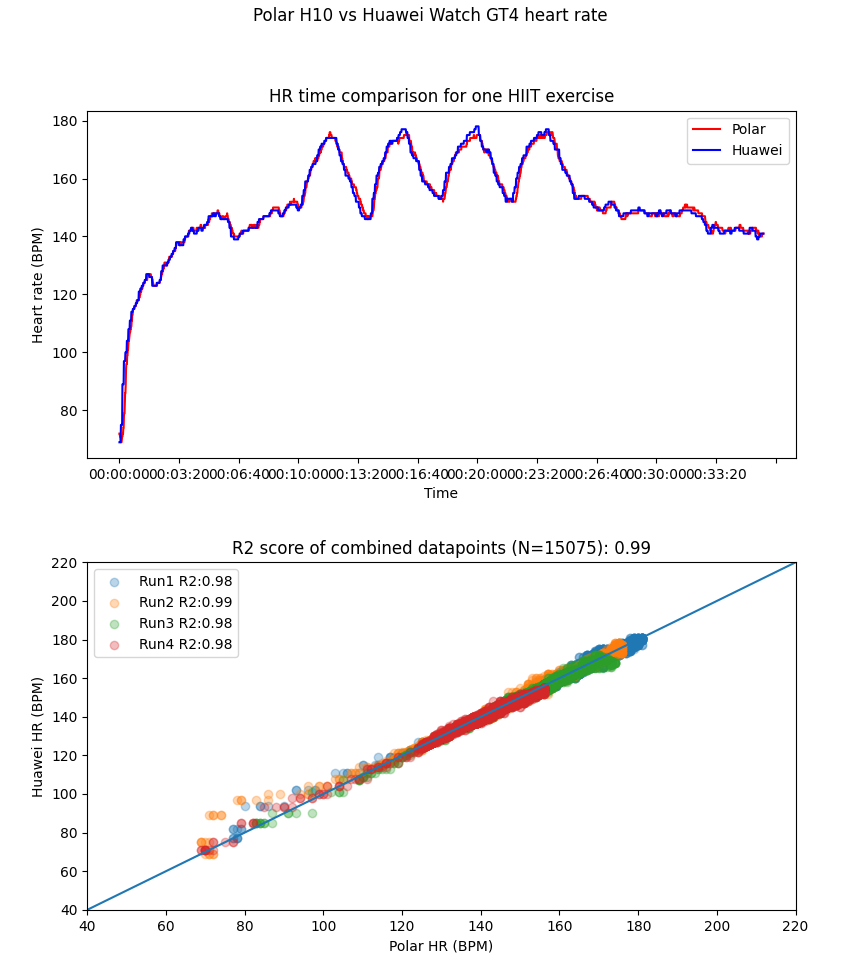 Polar H10 vs Huawei Watch GT4 heart rate
HR time comparison for one HIIT exercise
180
160
140
120
100
80
Heart rate (BPM)
Polar
Huawei
00:00:00 00:03:20 00:06:40 00:10:00 00:13:20 00:16:40 00:20:00 00:23:20 00:26:40 00:30:00 00:33:20
Time
R2 score of combined datapoints (N=15075): 0.99
220
200
180
160
140
120
100
80
60
40
Huawei HR (BPM)
Run1 R2:0.98
Run2 R2:0.99
Run3 R2:0.98
Run4 R2:0.98
40 60 80 100 120 140 160 180 200 220
Polar HR (BPM)